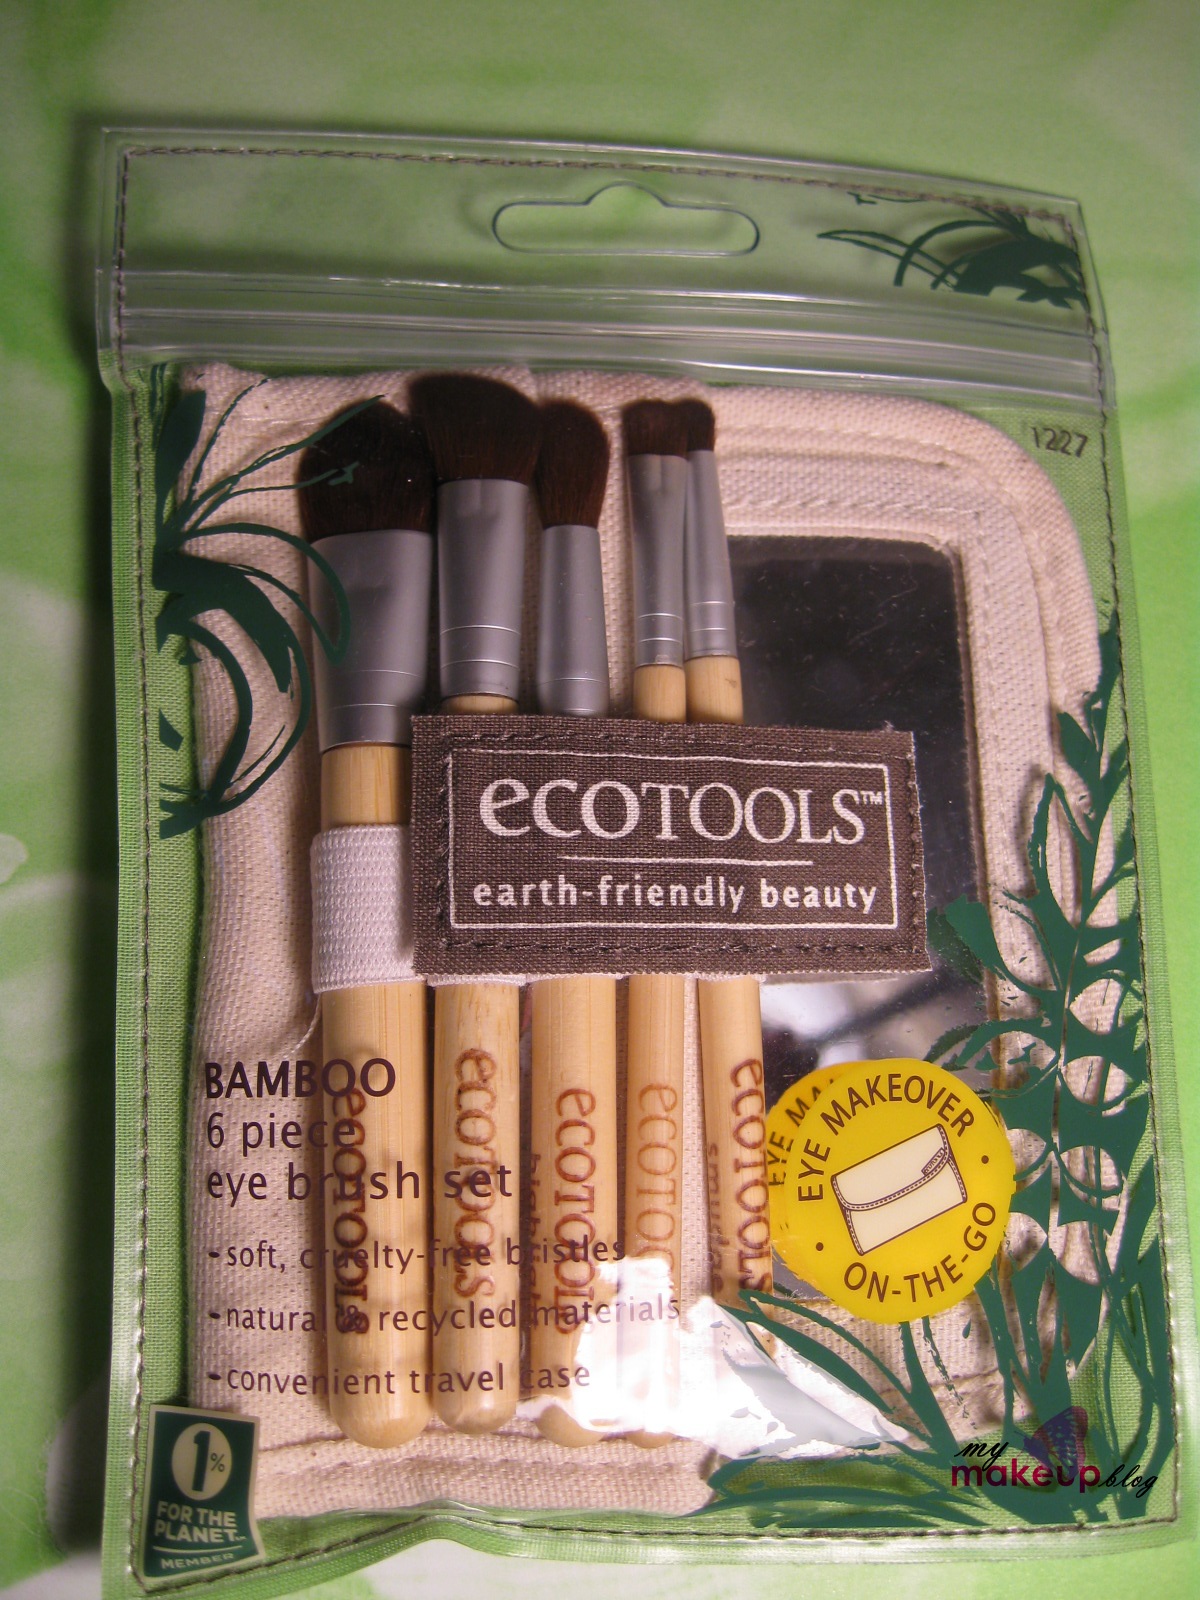 1227
ecoTOOLS™
earth-friendly beauty
BAMBOO
6 piece
eye brush set
-soft, cruelty-free bristles
-natural & recycled materials
-convenient travel case
ecoTOOLS
ecoTOOLS
ecoTOOLS
ecoTOOLS
ecoTOOLS
EYE MAKEOVER
ON-THE-GO
1%
FOR THE
PLANET™
MEMBER
my
makeup blog